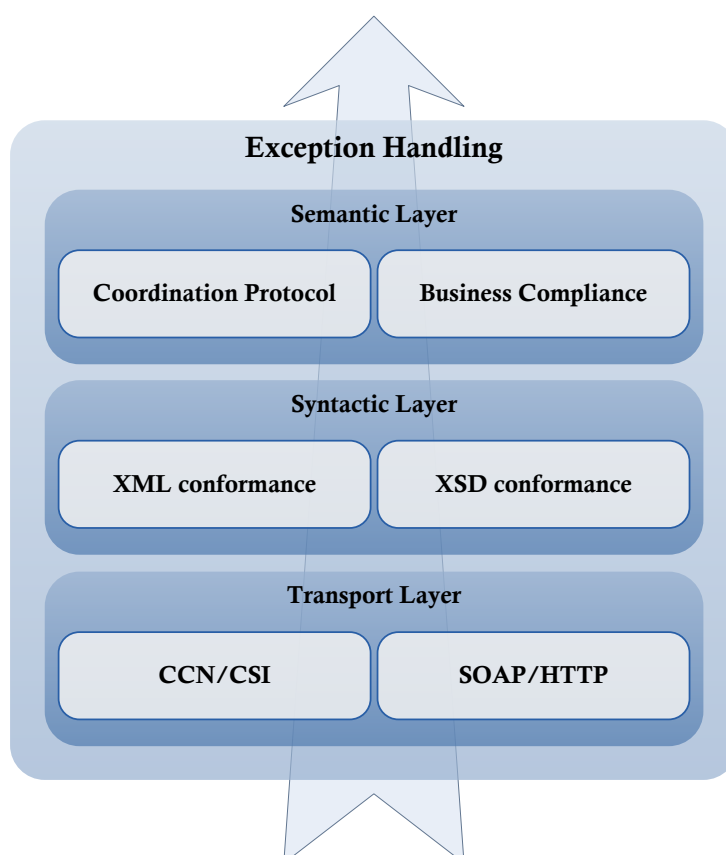 Exception Handling
Semantic Layer
Coordination Protocol
Business Compliance
Syntactic Layer
XML conformance
XSD conformance
Transport Layer
CCN/CSI
SOAP/HTTP